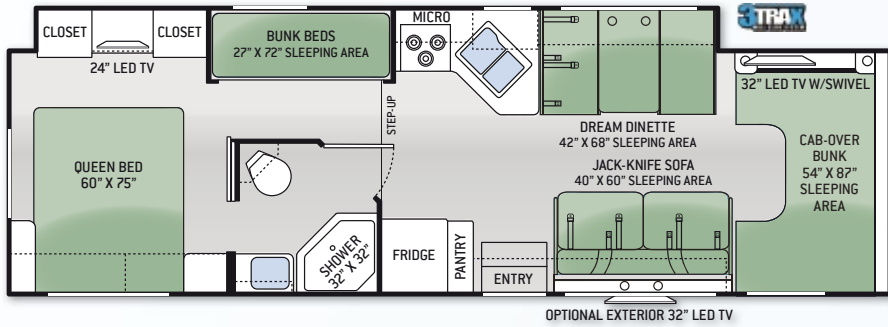 3TRAX
CLOSET
CLOSET
24" LED TV
BUNK BEDS
27" X 72" SLEEPING AREA
MICRO
32" LED TV W/SWIVEL
STEP-UP
DREAM DINETTE
42" X 68" SLEEPING AREA
JACK-KNIFE SOFA
40" X 60" SLEEPING AREA
CAB-OVER
BUNK
54" X 87"
SLEEPING
AREA
QUEEN BED
60" X 75"
SHOWER
32" X 32"
FRIDGE
PANTRY
ENTRY
OPTIONAL EXTERIOR 32" LED TV